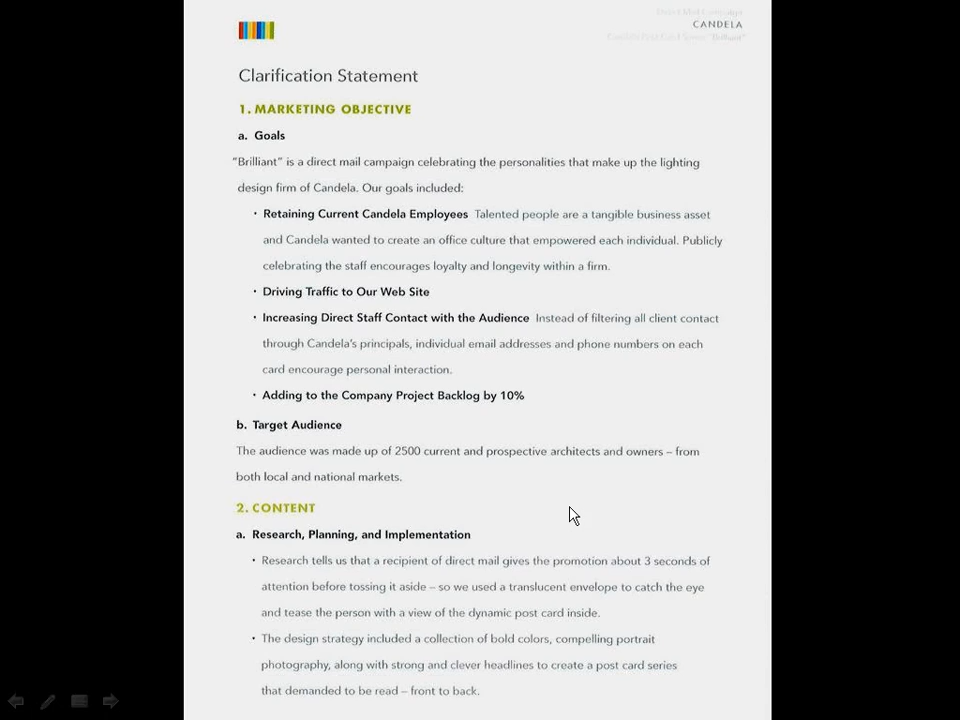 Direct Mail Campaign
CANDELA
Candela Post Card Series "Brilliant"
Clarification Statement
1. MARKETING OBJECTIVE
a. Goals
"Brilliant" is a direct mail campaign celebrating the personalities that make up the lighting
design firm of Candela. Our goals included:
· Retaining Current Candela Employees Talented people are a tangible business asset
and Candela wanted to create an office culture that empowered each individual. Publicly
celebrating the staff encourages loyalty and longevity within a firm.
· Driving Traffic to Our Web Site
· Increasing Direct Staff Contact with the Audience Instead of filtering all client contact
through Candela's principals, individual email addresses and phone numbers on each
card encourage personal interaction.
· Adding to the Company Project Backlog by 10%
b. Target Audience
The audience was made up of 2500 current and prospective architects and owners – from
both local and national markets.
2. CONTENT
a. Research, Planning, and Implementation
· Research tells us that a recipient of direct mail gives the promotion about 3 seconds of
attention before tossing it aside – so we used a translucent envelope to catch the eye
and tease the person with a view of the dynamic post card inside.
· The design strategy included a collection of bold colors, compelling portrait
photography, along with strong and clever headlines to create a post card series
that demanded to be read – front to back.